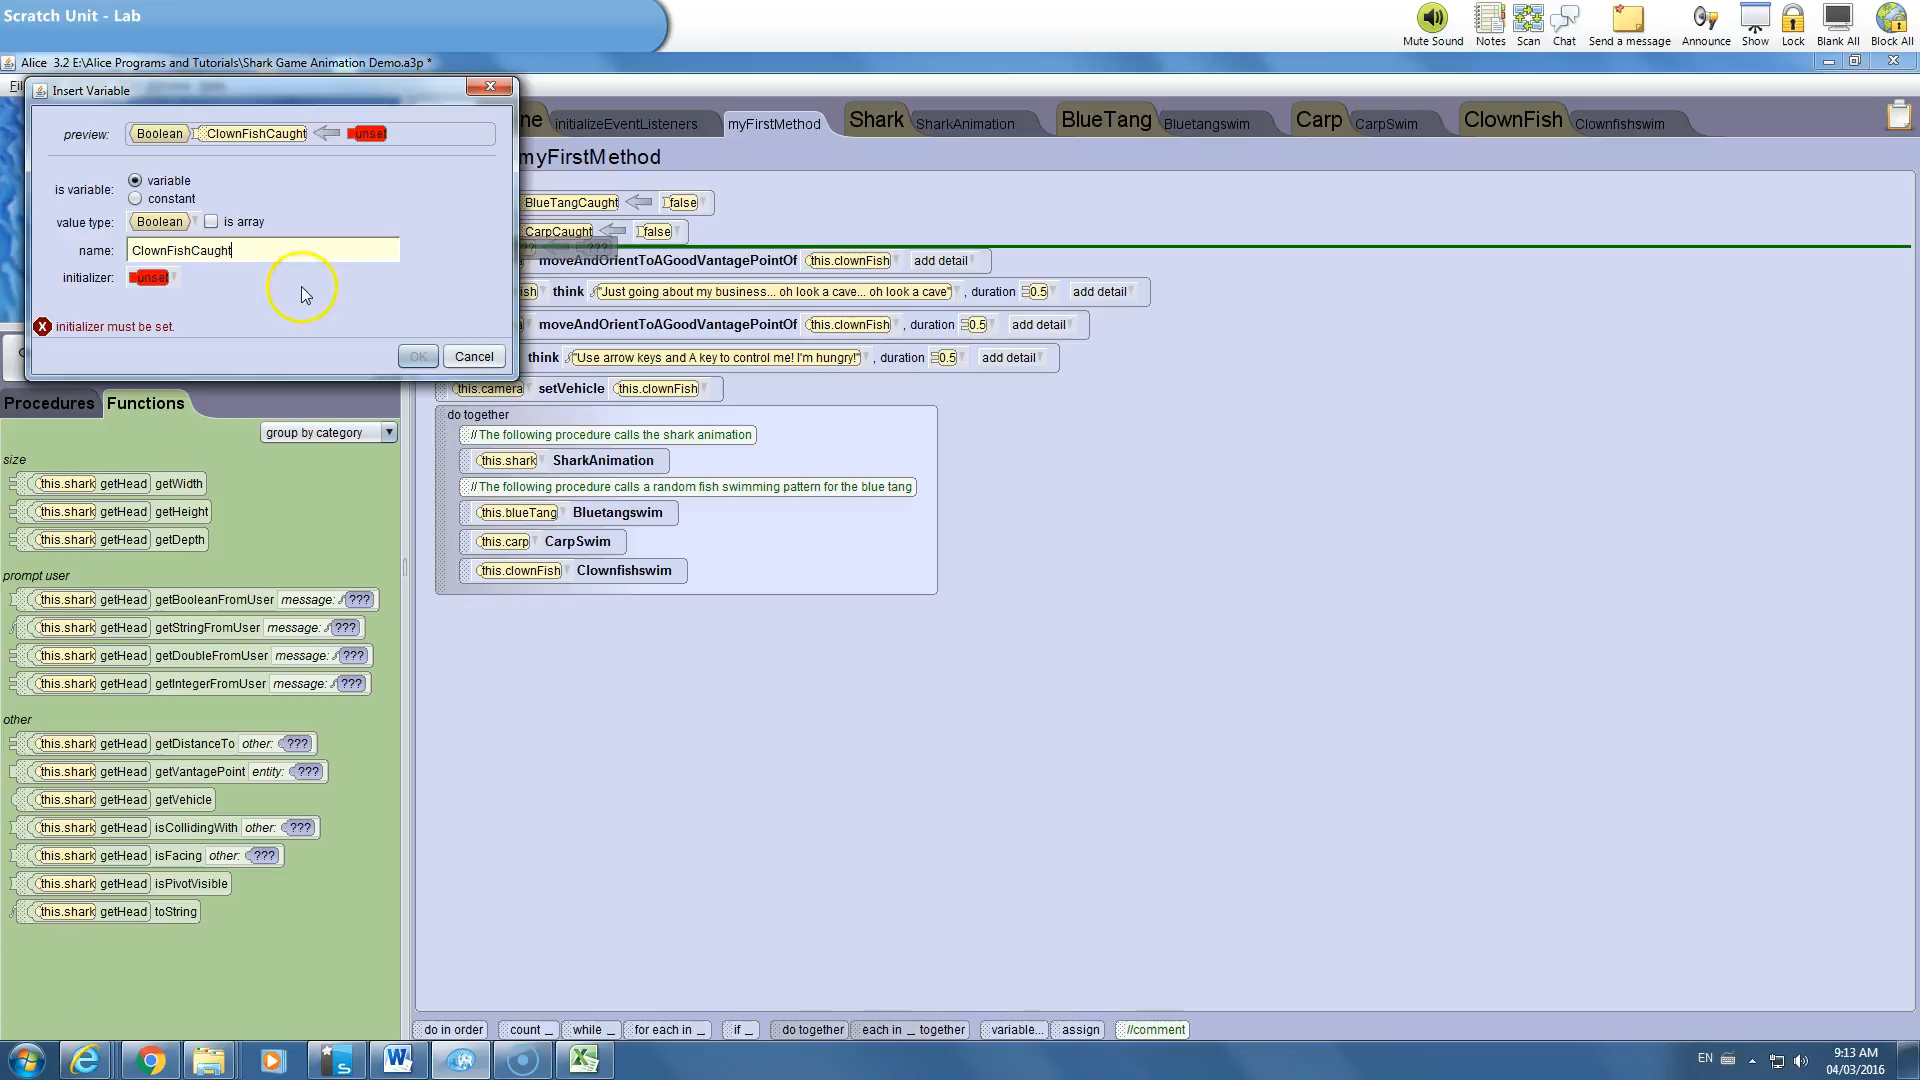 Scratch Unit - Lab
Mute Sound Notes Scan Chat Send a message Announce Show Lock Blank All Block All
Alice 3.2 E:\Alice Programs and Tutorials\Shark Game Animation Demo.a3p *
Insert Variable
preview: Boolean ClownFishCaught unset
is variable: variable
constant
value type: Boolean is array
name: ClownFishCaught
initializer: unset
initializer must be set.
OK Cancel
initializeEventListeners myFirstMethod Shark SharkAnimation BlueTang Bluetangswim Carp CarpSwim ClownFish Clownfishswim
myFirstMethod
BlueTangCaught false
CarpCaught false
moveAndOrientToAGoodVantagePointOf this.clownFish add detail
think "Just going about my business... oh look a cave... oh look a cave" , duration 0.5 add detail
moveAndOrientToAGoodVantagePointOf this.clownFish , duration 0.5 add detail
think "Use arrow keys and A key to control me! I'm hungry!" , duration 0.5 add detail
this.camera setVehicle this.clownFish
do together
//The following procedure calls the shark animation
this.shark SharkAnimation
//The following procedure calls a random fish swimming pattern for the blue tang
this.blueTang Bluetangswim
this.carp CarpSwim
this.clownFish Clownfishswim
Procedures Functions
group by category
size
this.shark getHead getWidth
this.shark getHead getHeight
this.shark getHead getDepth
prompt user
this.shark getHead getBooleanFromUser message: ???
this.shark getHead getStringFromUser message: ???
this.shark getHead getDoubleFromUser message: ???
this.shark getHead getIntegerFromUser message: ???
other
this.shark getHead getDistanceTo other: ???
this.shark getHead getVantagePoint entity: ???
this.shark getHead getVehicle
this.shark getHead isCollidingWith other: ???
this.shark getHead isFacing other: ???
this.shark getHead isPivotVisible
this.shark getHead toString
do in order count _ while _ for each in _ if _ do together each in _ together variable... assign //comment
EN
9:13 AM
04/03/2016